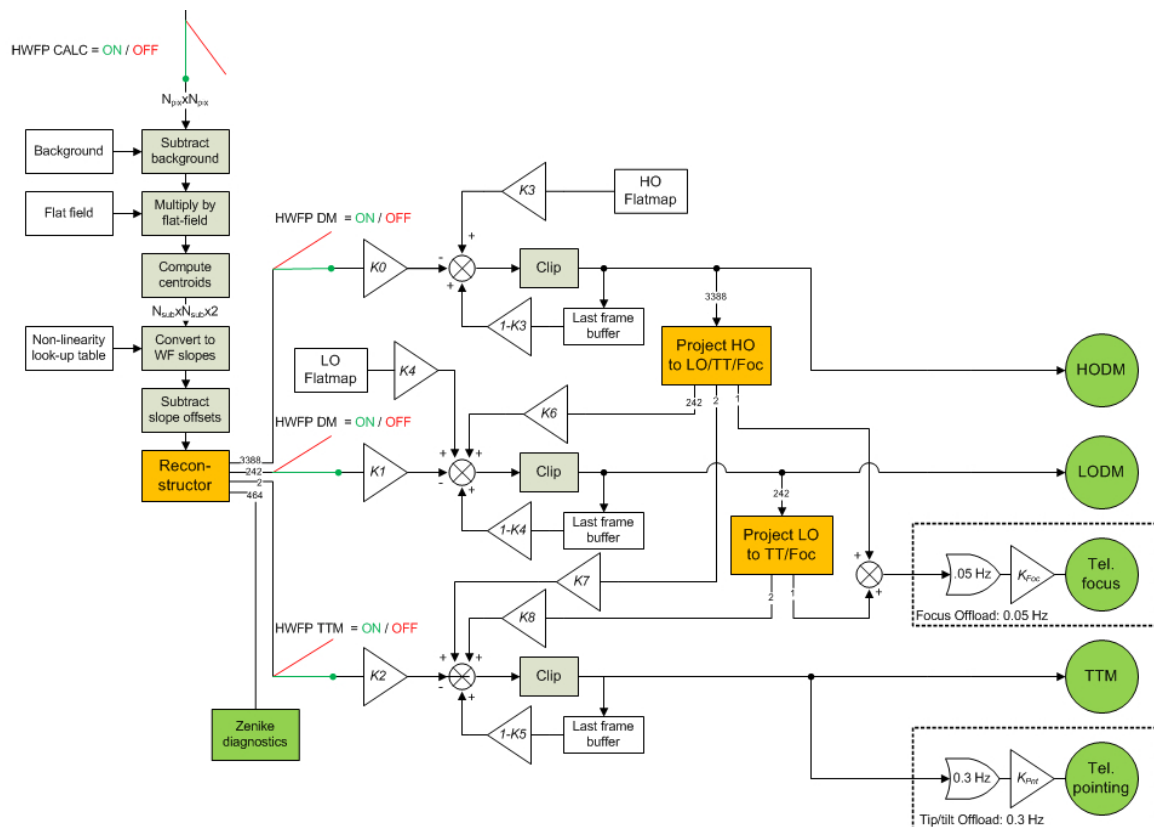 HWFP CALC = ON / OFF
NpixxNpix
Background
Subtract
background
Flat field
Multiply by
flat-field
Compute
centroids
NsubxNsubx2
Non-linearity
look-up table
Convert to
WF slopes
Subtract
slope offsets
Recon-
structor
3388
242
2
464
Zenike
diagnostics
HWFP DM = ON / OFF
K0
-
+
+
K3
HO
Flatmap
Clip
1-K3
Last frame
buffer
3388
Project HO
to LO/TT/Foc
242
2
1
HODM
LO
Flatmap
K4
K6
HWFP DM = ON / OFF
K1
+
+
-
+
Clip
1-K4
Last frame
buffer
242
Project LO
to TT/Foc
2
1
LODM
+
+
.05 Hz
KFoc
Tel.
focus
Focus Offload: 0.05 Hz
K7
K8
HWFP TTM = ON / OFF
K2
+
+
-
+
Clip
1-K5
Last frame
buffer
TTM
0.3 Hz
KPnt
Tel.
pointing
Tip/tilt Offload: 0.3 Hz